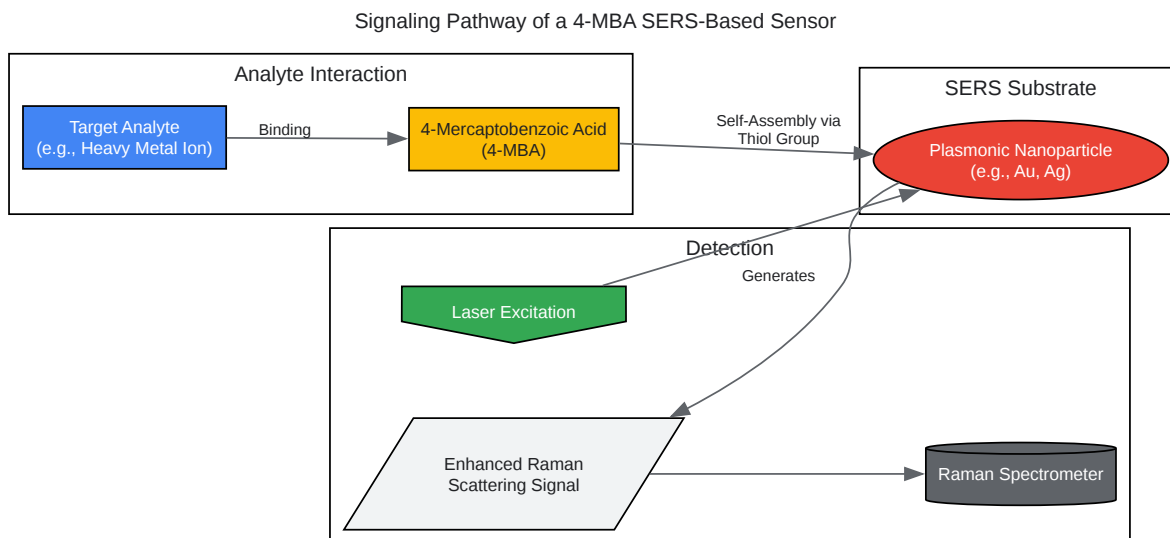 Signaling Pathway of a 4-MBA SERS-Based Sensor
Analyte Interaction
Target Analyte
(e.g., Heavy Metal Ion)
Binding
4-Mercaptobenzoic Acid
(4-MBA)
Self-Assembly via
Thiol Group
SERS Substrate
Plasmonic Nanoparticle
(e.g., Au, Ag)
Detection
Generates
Laser Excitation
Enhanced Raman
Scattering Signal
Raman Spectrometer